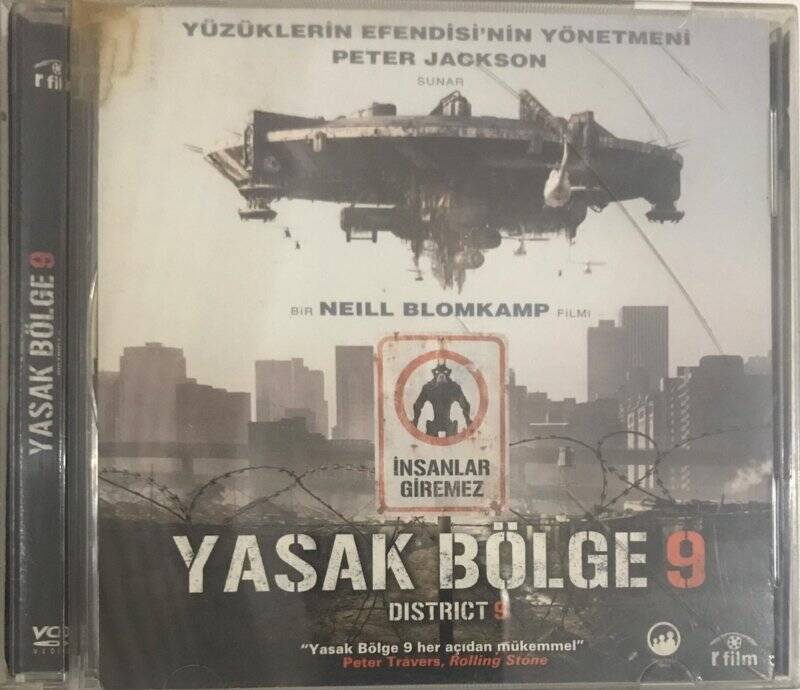 YÜZÜKLERİN EFENDİSİ'NİN YÖNETMENİ
PETER JACKSON
SUNAR
BİR NEILL BLOMKAMP FİLMİ
İNSANLAR
GİREMEZ
YASAK BÖLGE 9
DISTRICT 9
"Yasak Bölge 9 her açıdan mükemmel"
Peter Travers, Rolling Stone
r film
r film
YASAK BÖLGE 9
VCD
VIDEO